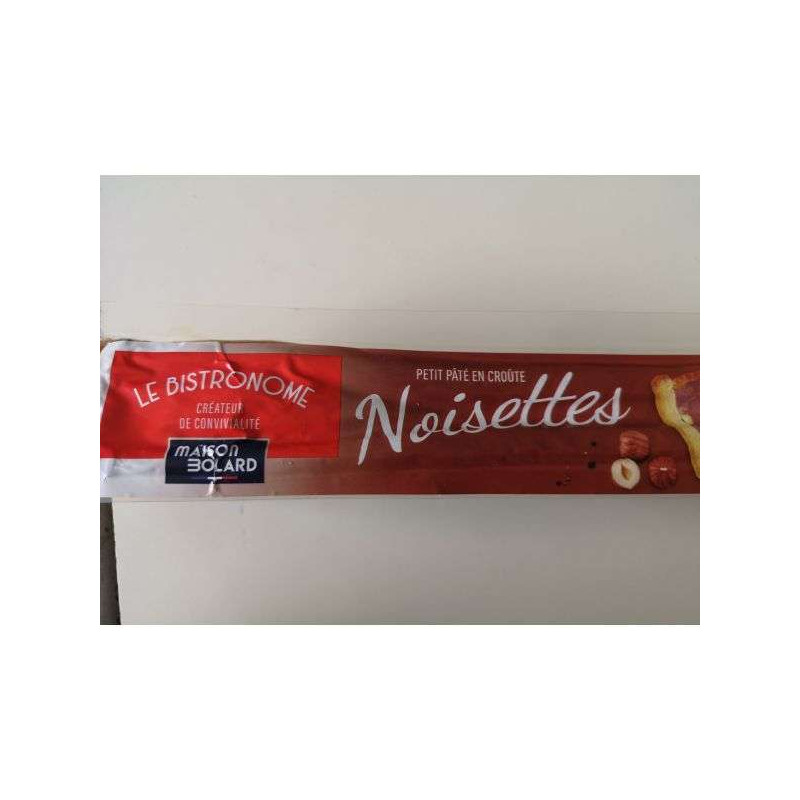 LE BISTRONOME
CRÉATEUR
DE CONVIVIALITÉ
MAISON
BOLARD
PETIT PÂTÉ EN CROÛTE
Noisettes